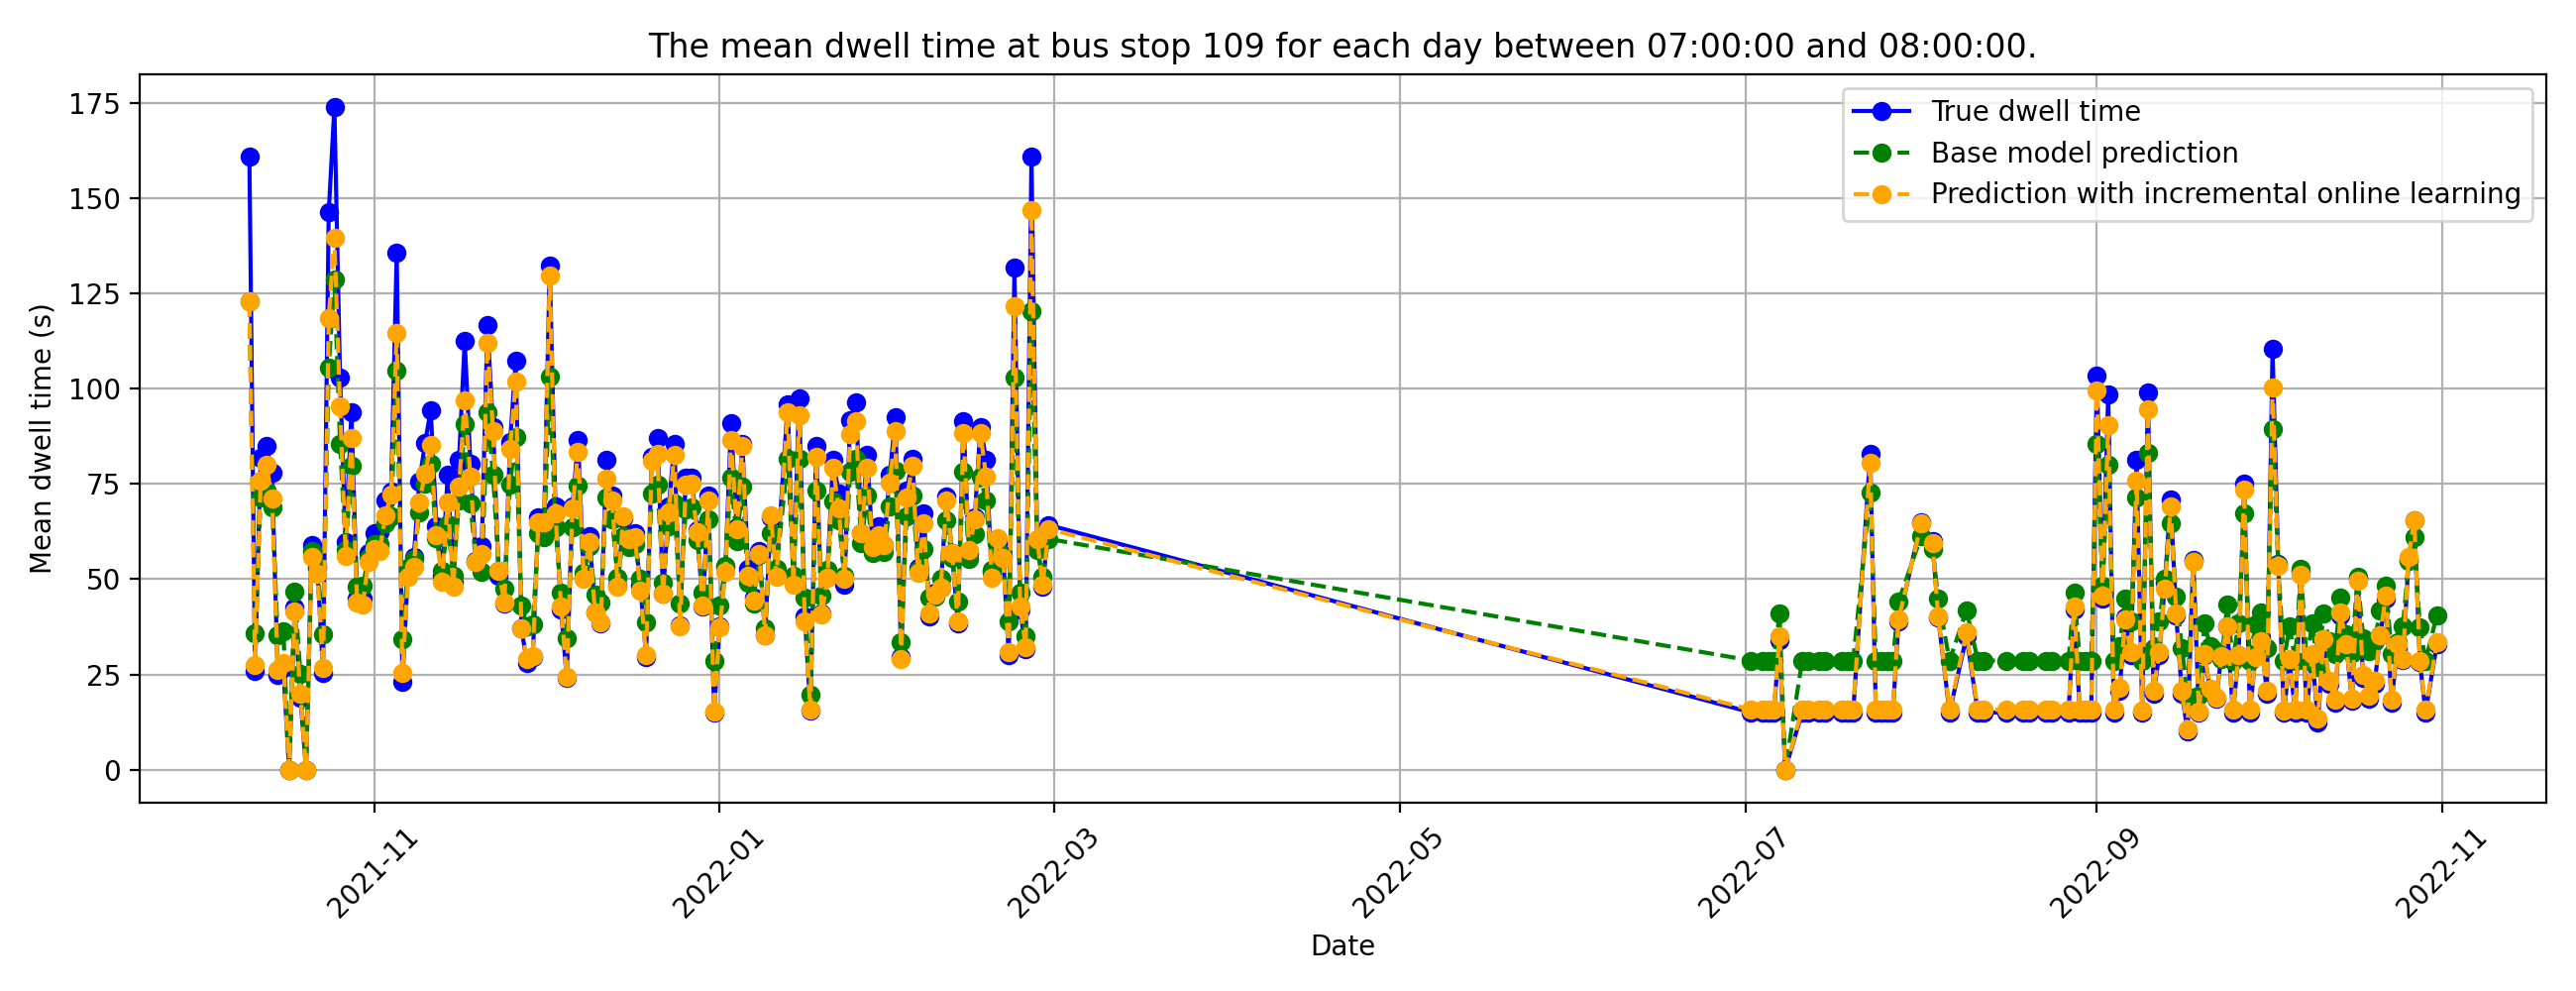 The mean dwell time at bus stop 109 for each day between 07:00:00 and 08:00:00.
True dwell time
Base model prediction
Prediction with incremental online learning
Mean dwell time (s)
175
150
125
100
75
50
25
0
2021-11
2022-01
2022-03
2022-05
2022-07
2022-09
2022-11
Date